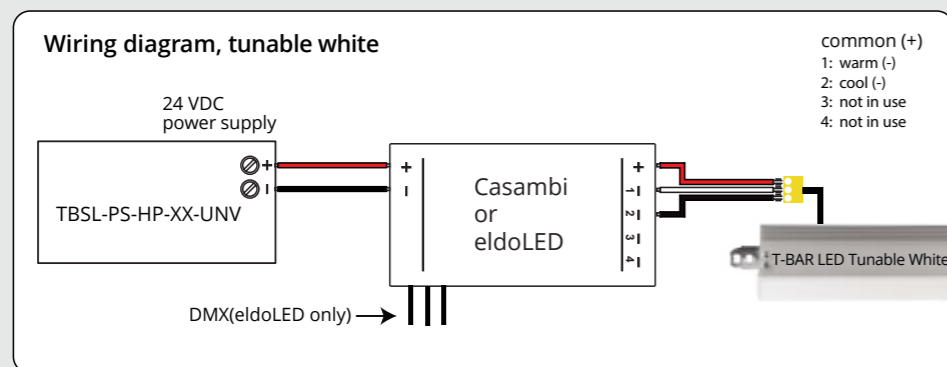 Wiring diagram, tunable white
common (+)
1: warm (-)
2: cool (-)
3: not in use
4: not in use
24 VDC
power supply
TBSL-PS-HP-XX-UNV
+
–
+
–
Casambi
or
eldoLED
+
1 –
2 –
3 –
4 –
T-BAR LED Tunable White
DMX(eldoLED only)